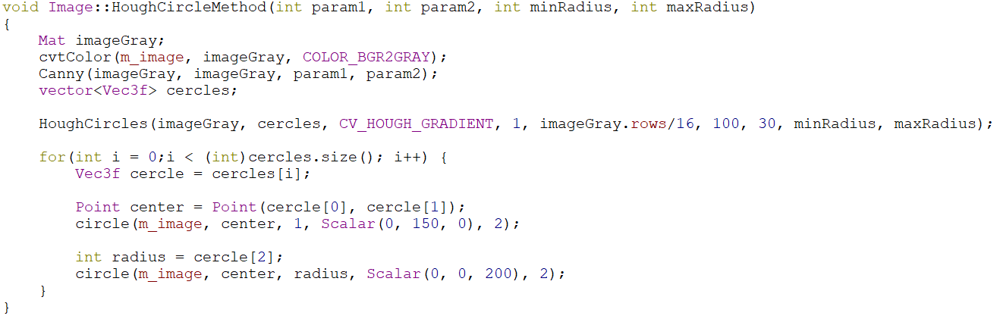 void Image::HoughCircleMethod(int param1, int param2, int minRadius, int maxRadius)
{
    Mat imageGray;
    cvtColor(m_image, imageGray, COLOR_BGR2GRAY);
    Canny(imageGray, imageGray, param1, param2);
    vector<Vec3f> cercles;

    HoughCircles(imageGray, cercles, CV_HOUGH_GRADIENT, 1, imageGray.rows/16, 100, 30, minRadius, maxRadius);

    for(int i = 0;i < (int)cercles.size(); i++) {
        Vec3f cercle = cercles[i];

        Point center = Point(cercle[0], cercle[1]);
        circle(m_image, center, 1, Scalar(0, 150, 0), 2);

        int radius = cercle[2];
        circle(m_image, center, radius, Scalar(0, 0, 200), 2);
    }
}